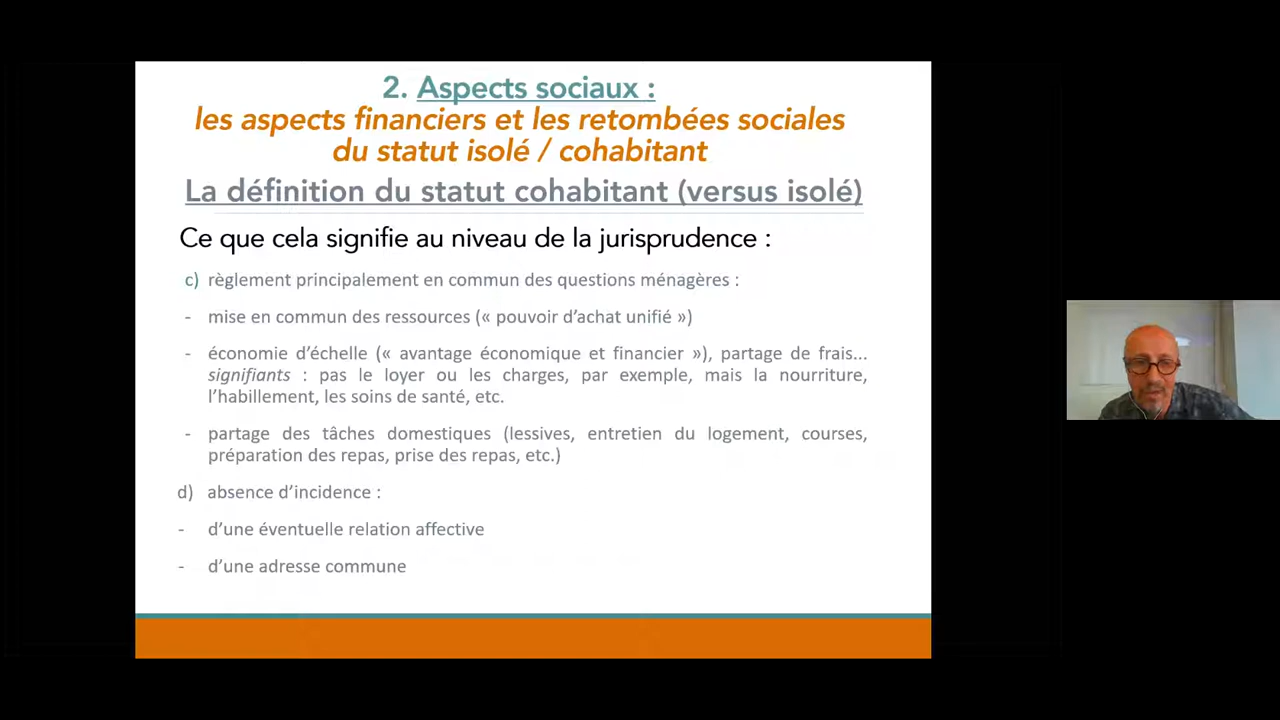 2. Aspects sociaux :
les aspects financiers et les retombées sociales
du statut isolé / cohabitant
La définition du statut cohabitant (versus isolé)
Ce que cela signifie au niveau de la jurisprudence :
c) règlement principalement en commun des questions ménagères :
- mise en commun des ressources (« pouvoir d’achat unifié »)
- économie d’échelle (« avantage économique et financier »), partage de frais...
signifiants : pas le loyer ou les charges, par exemple, mais la nourriture,
l’habillement, les soins de santé, etc.
- partage des tâches domestiques (lessives, entretien du logement, courses,
préparation des repas, prise des repas, etc.)
d) absence d’incidence :
- d’une éventuelle relation affective
- d’une adresse commune